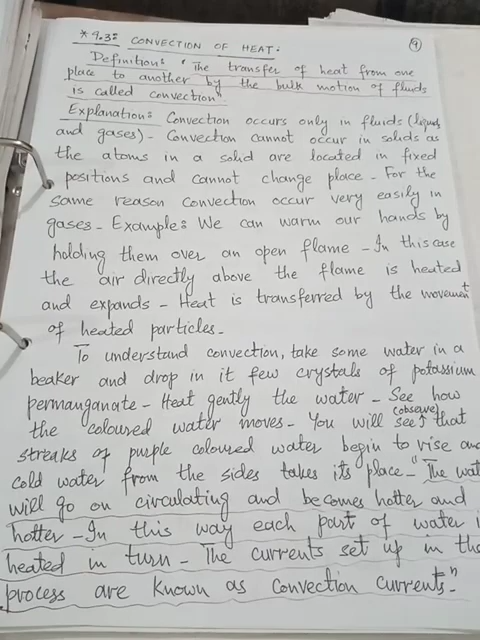 * 9.3: CONVECTION OF HEAT:
9
Definition: "The transfer of heat from one
place to another by the bulk motion of fluids
is called convection".
Explanation: Convection occurs only in fluids (liquids
and gases) - Convection cannot occur in solids as
the atoms in a solid are located in fixed
positions and cannot change place - For the
same reason convection occur very easily in
gases - Example: We can warm our hands by
holding them over an open flame - In this case
the air directly above the flame is heated
and expands - Heat is transferred by the movement
of heated particles -
To understand convection, take some water in a
beaker and drop in it few crystals of potassium
permanganate - Heat gently the water - See how
the coloured water moves - You will see (observe) that
streaks of purple coloured water begin to rise and
cold water from the sides takes its place - "The wat
will go on circulating and becomes hotter and
hotter - In this way each part of water i
heated in turn - The currents set up in the
process are known as convection currents" -